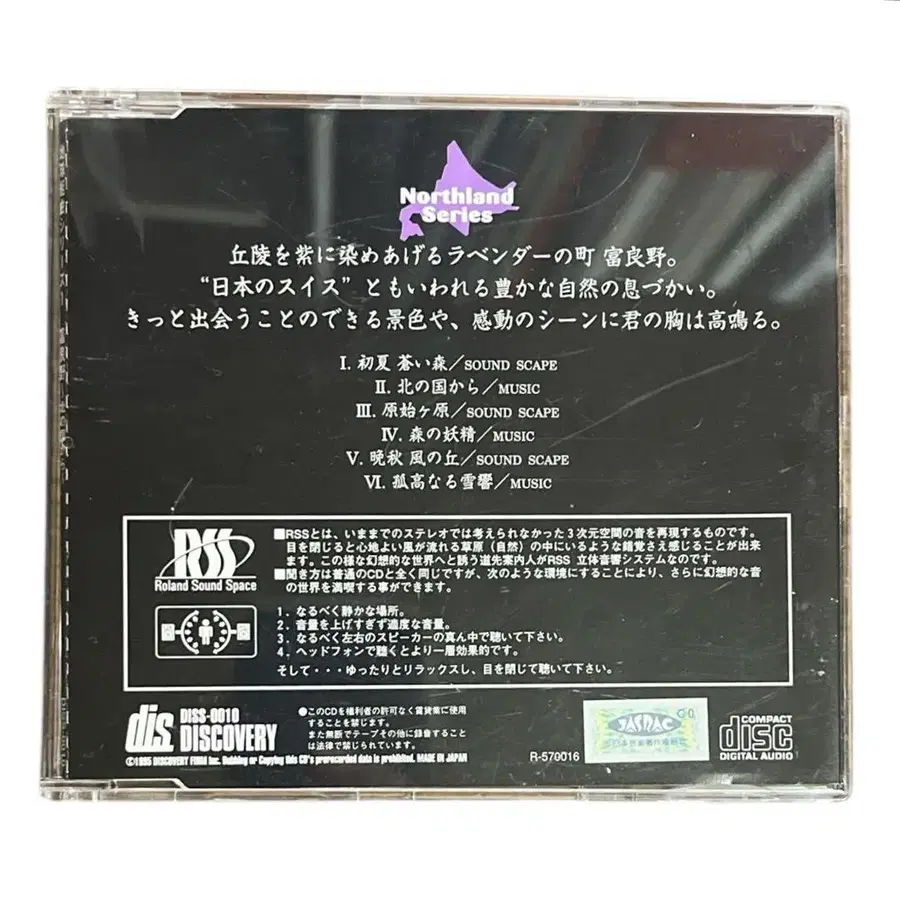 Northland
Series
丘陵を紫に染めあげるラベンダーの町 富良野。
“日本のスイス” ともいわれる豊かな自然の息づかい。
きっと出会うことのできる景色や、感動のシーンに君の胸は高鳴る。
I. 初夏 蒼い森／SOUND SCAPE
II. 北の国から／MUSIC
III. 原始ヶ原／SOUND SCAPE
IV. 森の妖精／MUSIC
V. 晩秋 風の丘／SOUND SCAPE
VI. 孤高なる雪響／MUSIC
RSS
Roland Sound Space
■RSSとは、いままでのステレオでは考えられなかった3次元空間の音を再現するものです。
目を閉じると心地よい風が流れる草原（自然）の中にいるような錯覚さえ感じることが出来
ます。この様な幻想的な世界へと誘う道先案内人がRSS 立体音響システムなのです。
■聞き方は普通のCDと全く同じですが、次のような環境にすることにより、さらに幻想的な音
の世界を満喫する事ができます。
1．なるべく静かな場所。
2．音量を上げすぎず適度な音量。
3．なるべく左右のスピーカーの真ん中で聴いて下さい。
4．ヘッドフォンで聴くとより一層効果的です。
そして・・・ゆったりとリラックスし、目を閉じて聴いて下さい。
dis
DISS-0010
DISCOVERY
©1995 DISCOVERY FIRM Inc. Dubbing or Copying this CD's prerecorded data is prohibited. MADE IN JAPAN
●このCDを権利者の許可なく賃貸業に使用
することを禁じます。
また無断でテープその他に録音すること
は法律で禁じられています。
R-570016
JASRAC
COMPACT
disc
DIGITAL AUDIO